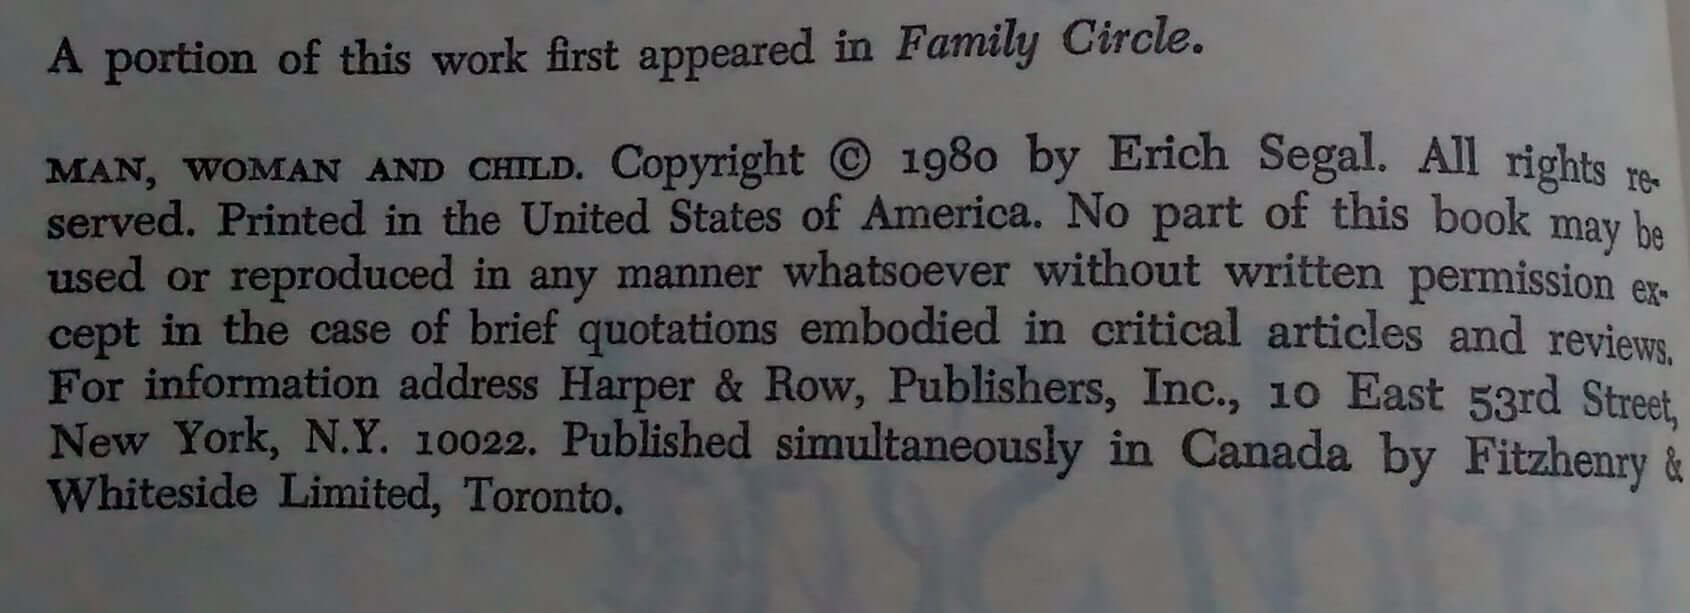 A portion of this work first appeared in Family Circle.
MAN, WOMAN AND CHILD. Copyright © 1980 by Erich Segal. All rights re-
served. Printed in the United States of America. No part of this book may be
used or reproduced in any manner whatsoever without written permission ex-
cept in the case of brief quotations embodied in critical articles and reviews.
For information address Harper & Row, Publishers, Inc., 10 East 53rd Street,
New York, N.Y. 10022. Published simultaneously in Canada by Fitzhenry &
Whiteside Limited, Toronto.